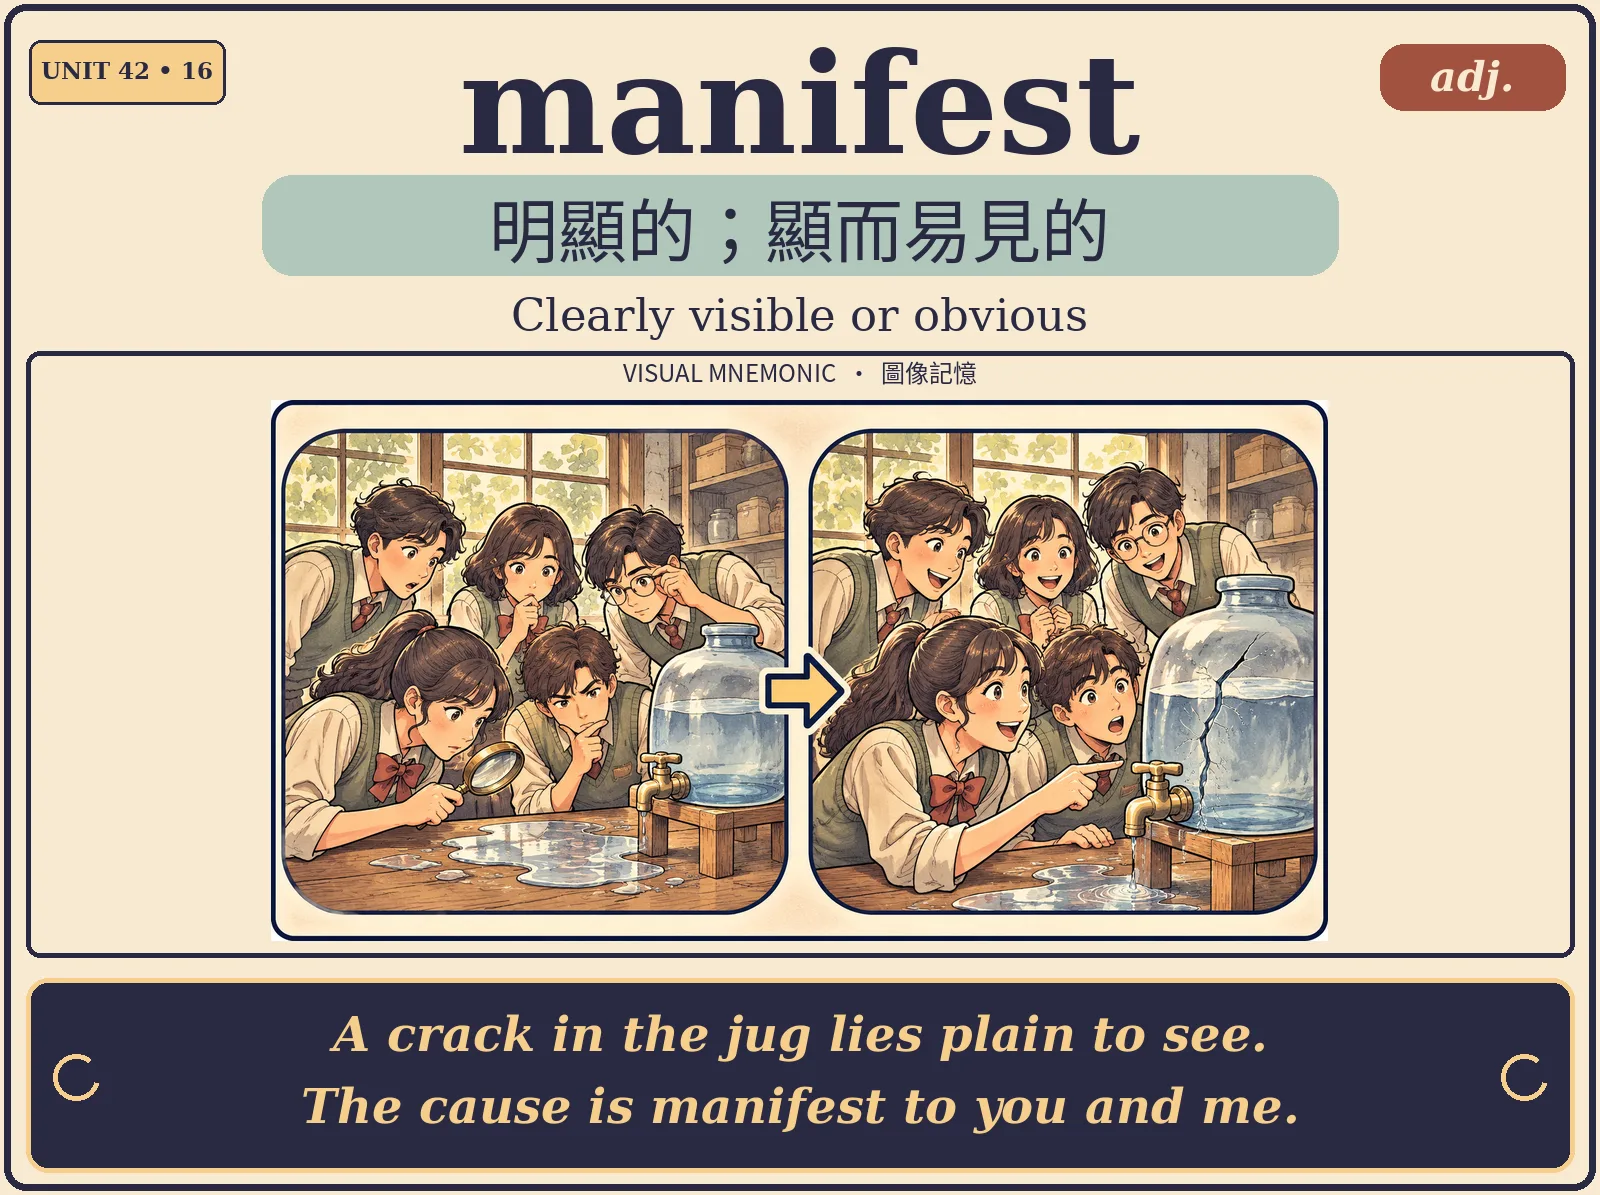 UNIT 42 • 16
manifest
adj.
明顯的；顯而易見的
Clearly visible or obvious
VISUAL MNEMONIC • 圖像記憶
A crack in the jug lies plain to see.
The cause is manifest to you and me.